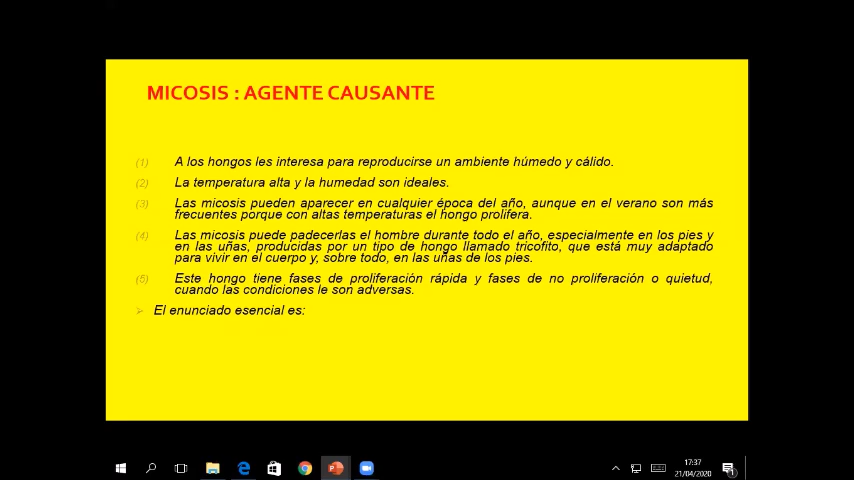 MICOSIS : AGENTE CAUSANTE
(1) A los hongos les interesa para reproducirse un ambiente húmedo y cálido.
(2) La temperatura alta y la humedad son ideales.
(3) Las micosis pueden aparecer en cualquier época del año, aunque en el verano son más
frecuentes porque con altas temperaturas el hongo prolifera.
(4) Las micosis puede padecerlas el hombre durante todo el año, especialmente en los pies y
en las uñas, producidas por un tipo de hongo llamado tricofito, que está muy adaptado
para vivir en el cuerpo y, sobre todo, en las uñas de los pies.
(5) Este hongo tiene fases de proliferación rápida y fases de no proliferación o quietud,
cuando las condiciones le son adversas.
➢ El enunciado esencial es:
17:37
21/04/2020